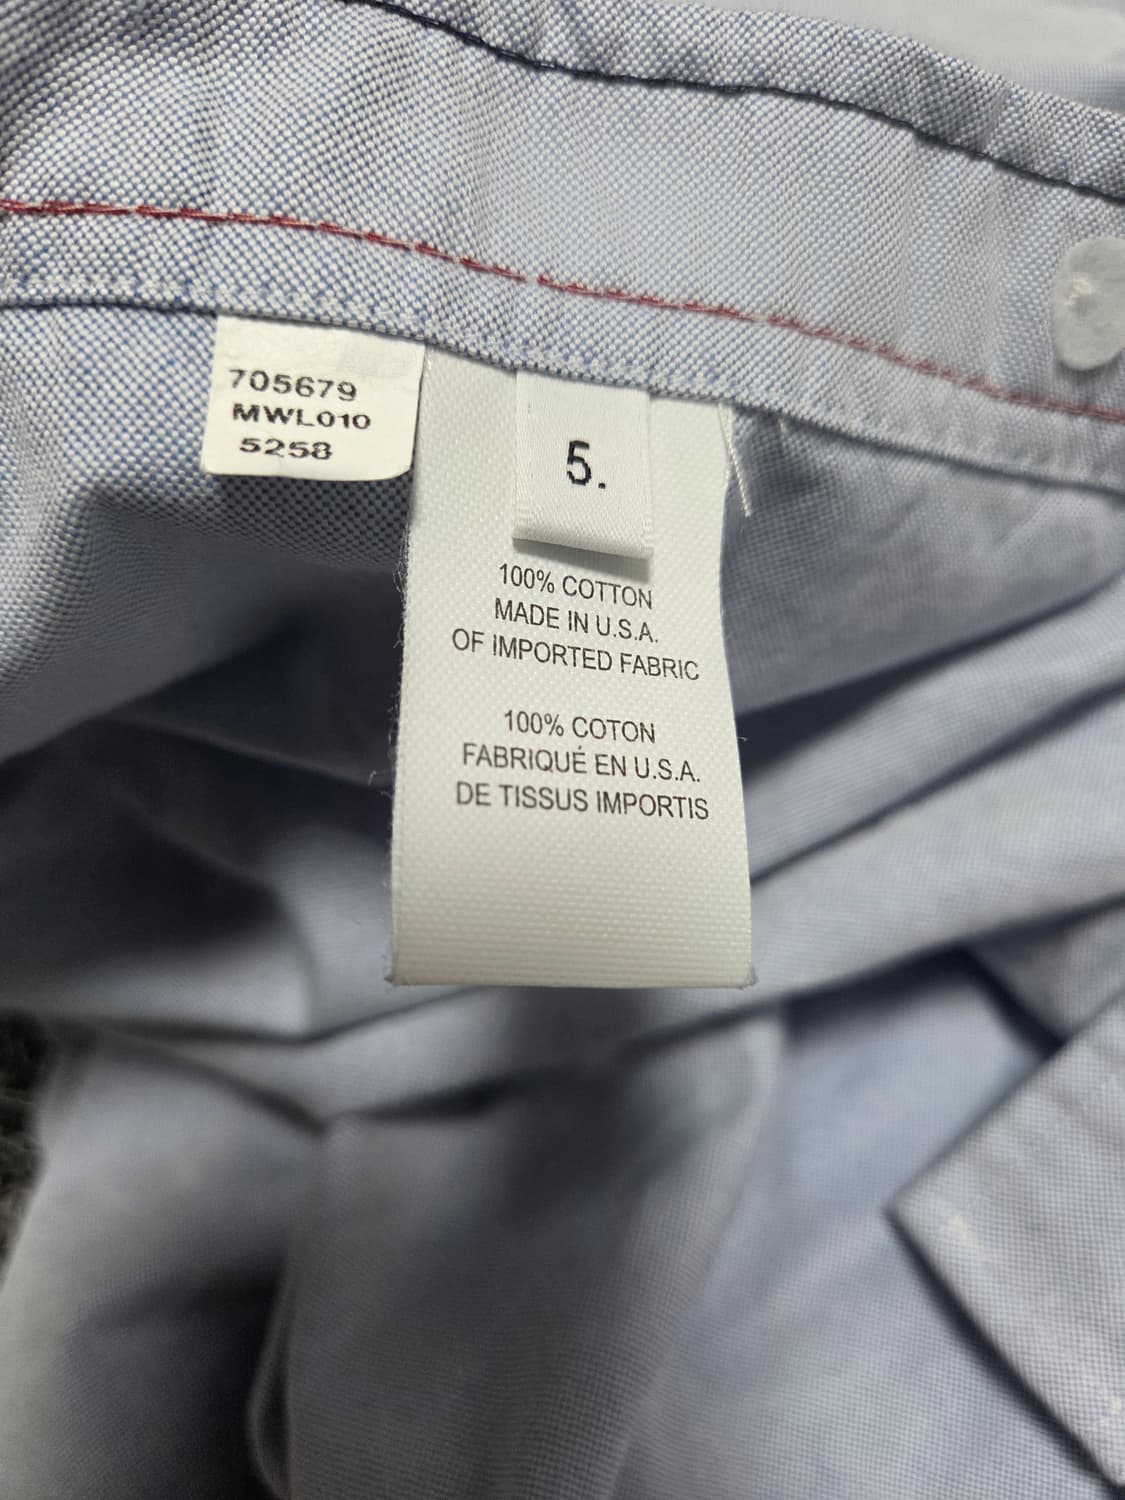 705679
MWL010
5258
5.
100% COTTON
MADE IN U.S.A.
OF IMPORTED FABRIC
100% COTON
FABRIQUÉ EN U.S.A.
DE TISSUS IMPORTIS